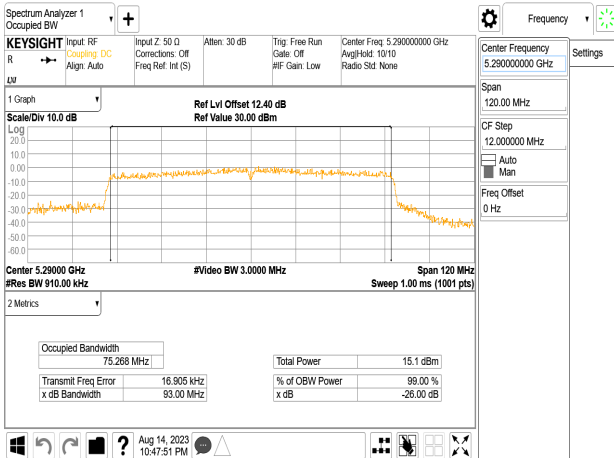 Spectrum Analyzer 1
Occupied BW
Frequency
KEYSIGHT
R
Input: RF
Coupling: DC
Align: Auto
Input Z: 50 Ω
Corrections: Off
Freq Ref: Int (S)
Atten: 30 dB
Trig: Free Run
Gate: Off
#IF Gain: Low
Center Freq: 5.290000000 GHz
Avg|Hold: 10/10
Radio Std: None
Center Frequency
5.290000000 GHz
Settings
Span
120.00 MHz
CF Step
12.000000 MHz
Auto
Man
Freq Offset
0 Hz
1 Graph
Scale/Div 10.0 dB
Ref Lvl Offset 12.40 dB
Ref Value 30.00 dBm
Log
20.0
10.0
0.00
-10.0
-20.0
-30.0
-40.0
-50.0
-60.0
Center 5.29000 GHz
#Video BW 3.0000 MHz
Span 120 MHz
#Res BW 910.00 kHz
Sweep 1.00 ms (1001 pts)
2 Metrics
Occupied Bandwidth
75.268 MHz
Total Power 15.1 dBm
Transmit Freq Error 16.905 kHz
% of OBW Power 99.00 %
x dB Bandwidth 93.00 MHz
x dB -26.00 dB
Aug 14, 2023
10:47:51 PM